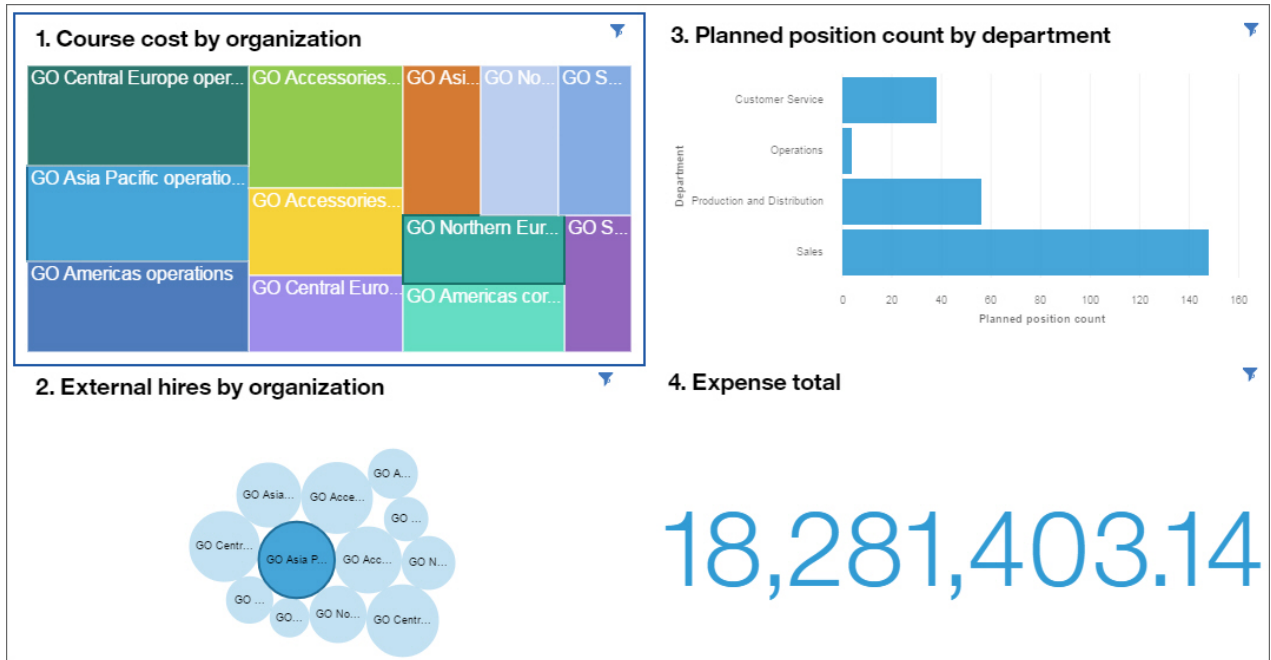 1. Course cost by organization
GO Central Europe oper...
GO Accessories...
GO Asi...
GO No...
GO S...
GO Asia Pacific operatio...
GO Accessories...
GO Northern Eur...
GO S...
GO Americas operations
GO Central Euro...
GO Americas cor...
2. External hires by organization
GO A...
GO Asia...
GO Acce...
GO ...
GO Centr...
GO Asia P...
GO Acc...
GO N...
GO ...
GO...
GO No...
GO Centr...
3. Planned position count by department
Department
Customer Service
Operations
Production and Distribution
Sales
0 20 40 60 80 100 120 140 160
Planned position count
4. Expense total
18,281,403.14